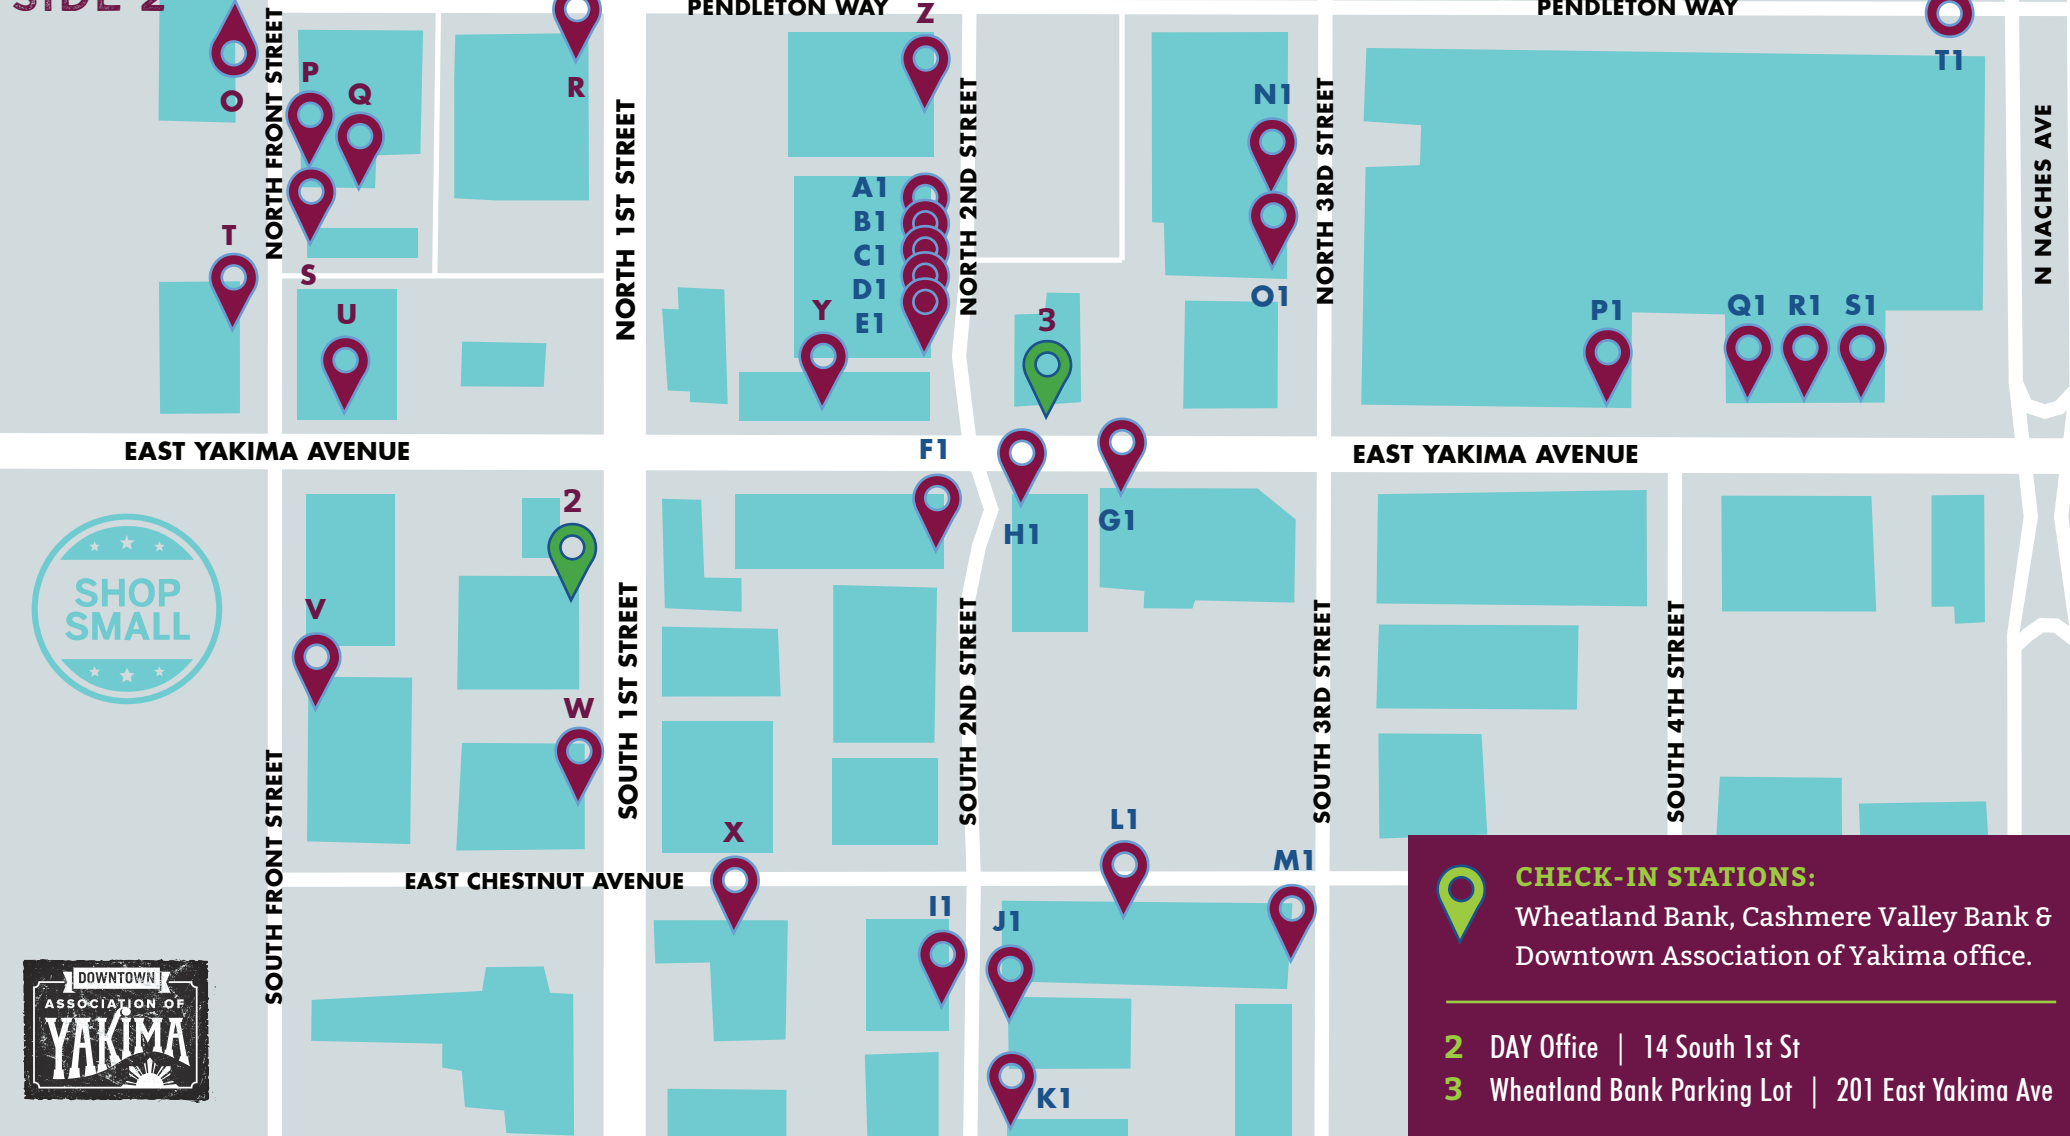 SIDE 2
PENDLETON WAY
PENDLETON WAY
Z
T1
O
P
Q
R
N1
NORTH FRONT STREET
NORTH 1ST STREET
NORTH 2ND STREET
NORTH 3RD STREET
N NACHES AVE
A1
B1
C1
D1
E1
T
S
U
Y
3
O1
P1
Q1
R1
S1
EAST YAKIMA AVENUE
EAST YAKIMA AVENUE
F1
H1
G1
2
SHOP
SMALL
V
W
SOUTH FRONT STREET
SOUTH 1ST STREET
SOUTH 2ND STREET
SOUTH 3RD STREET
SOUTH 4TH STREET
X
L1
M1
EAST CHESTNUT AVENUE
I1
J1
K1
DOWNTOWN
ASSOCIATION OF
YAKIMA
CHECK-IN STATIONS:
Wheatland Bank, Cashmere Valley Bank &
Downtown Association of Yakima office.
2 DAY Office | 14 South 1st St
3 Wheatland Bank Parking Lot | 201 East Yakima Ave